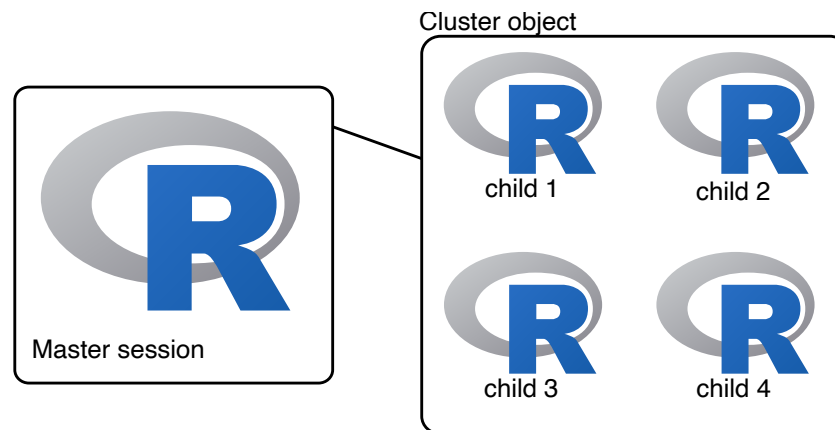 Cluster object
R
R
R
child 1
child 2
Master session
R
R
child 3
child 4